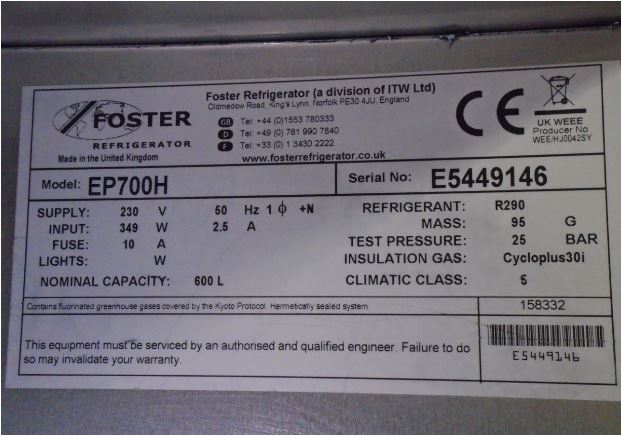 Foster Refrigerator (a division of ITW Ltd)
Oldmedow Road, King's Lynn, Norfolk PE30 4JU, England
FOSTER
REFRIGERATOR
Made in the United Kingdom
GB Tel: +44 (0)1553 780333
D Tel: +49 (0) 781 990 7840
F Tel: +33 (0) 1 3430 2222
www.fosterrefrigerator.co.uk
CE
UK WEEE
Producer No
WEE/HJ0042SY
Model: EP700H
Serial No: E5449146
SUPPLY: 230 V 50 Hz 1 ϕ +N
INPUT: 349 W 2.5 A
FUSE: 10 A
LIGHTS: W
NOMINAL CAPACITY: 600 L
REFRIGERANT: R290
MASS: 95 G
TEST PRESSURE: 25 BAR
INSULATION GAS: Cycloplus30i
CLIMATIC CLASS: 5
Contains fluorinated greenhouse gases covered by the Kyoto Protocol. Hermetically sealed system
158332
This equipment must be serviced by an authorised and qualified engineer. Failure to do
so may invalidate your warranty.
E5449146